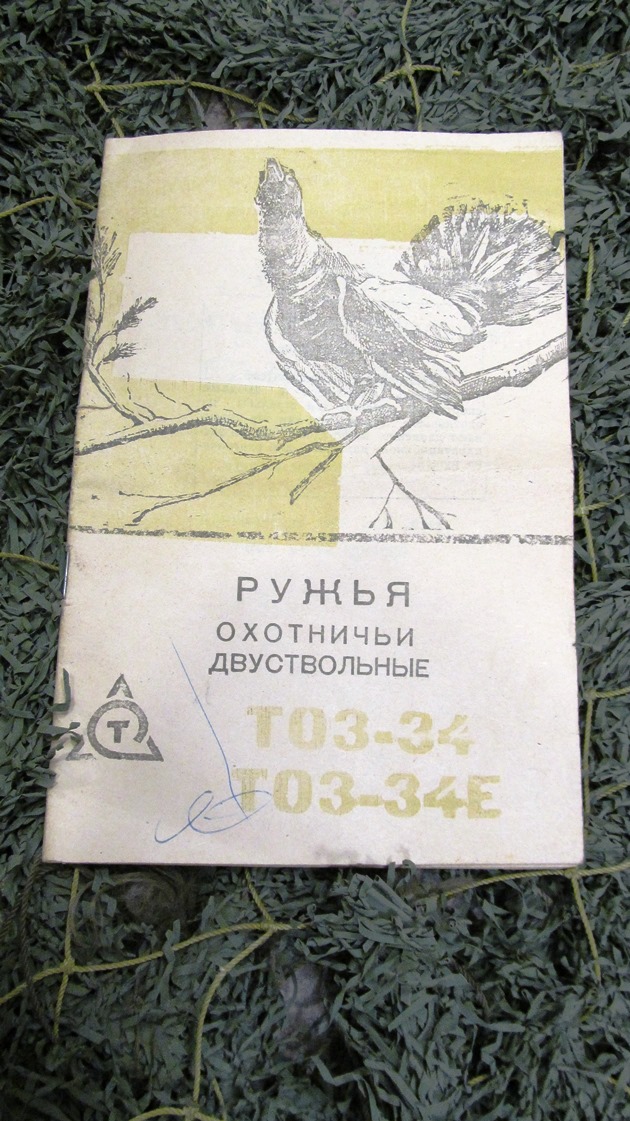 РУЖЬЯ
ОХОТНИЧЬИ
ДВУСТВОЛЬНЫЕ
Т
ТОЗ-34
ТОЗ-34Е